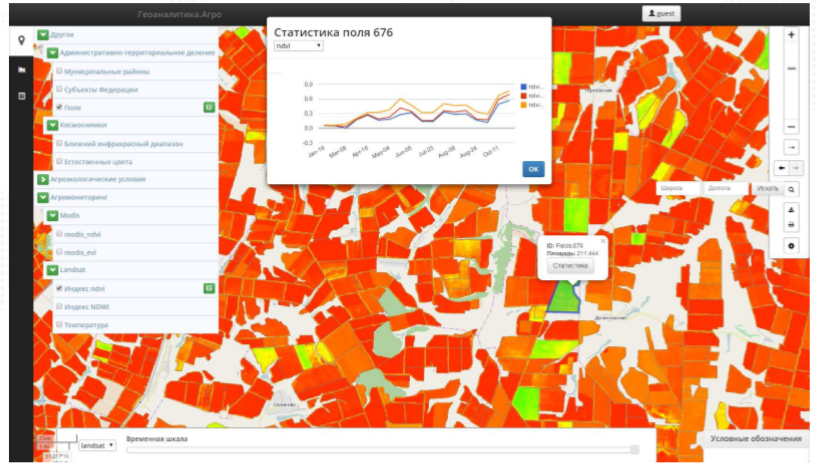 Геоаналитика.Агро
guest
Другое
Административно-территориальное деление
Муниципальные районы
Субъекты Федерации
Поля
Космоснимки
Ближний инфракрасный диапазон
Естественные цвета
Агроэкологические условия
Агромониторинг
Modis
modis_ndvi
modis_evi
Landsat
Индекс ndvi
Индекс NDWI
Температура
Статистика поля 676
ndvi
0.9
0.6
0.3
0.0
-0.3
Jan-18
Mar-08
Apr-18
May-04
Jun-05
Jul-23
Aug-08
Aug-24
Oct-11
ndvi...
ndvi...
ndvi...
OK
Широта
Долгота
Искать
ID: Fields.676
Площадь: 211.444
Статистика
landsat
Временная шкала
Условные обозначения